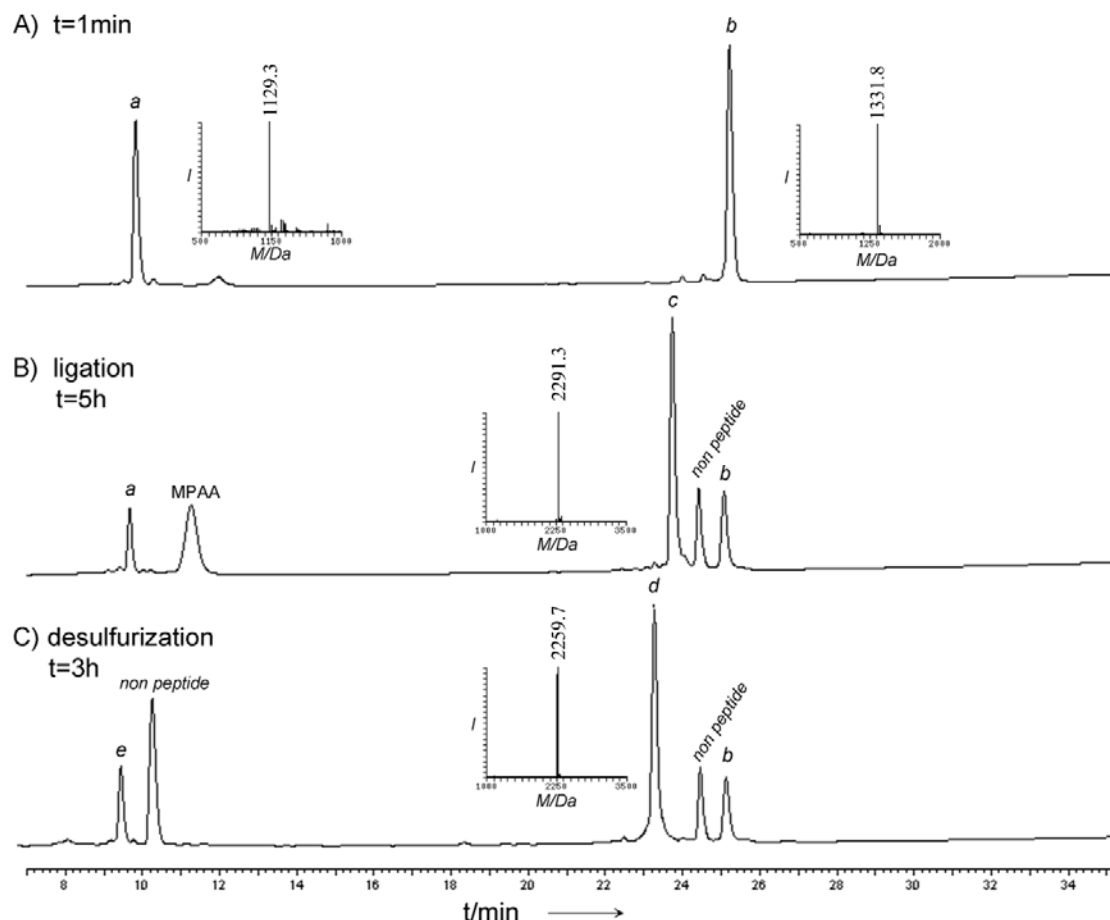 A) t=1min
a
1129.3
I
500 1150 1800
M/Da
b
1331.8
I
500 1250 2000
M/Da
B) ligation
t=5h
a
MPAA
2291.3
I
1000 2250 3500
M/Da
c
non peptide
b
C) desulfurization
t=3h
e
non peptide
2259.7
I
1000 2250 3500
M/Da
d
non peptide
b
8 10 12 14 16 18 20 22 24 26 28 30 32 34
t/min